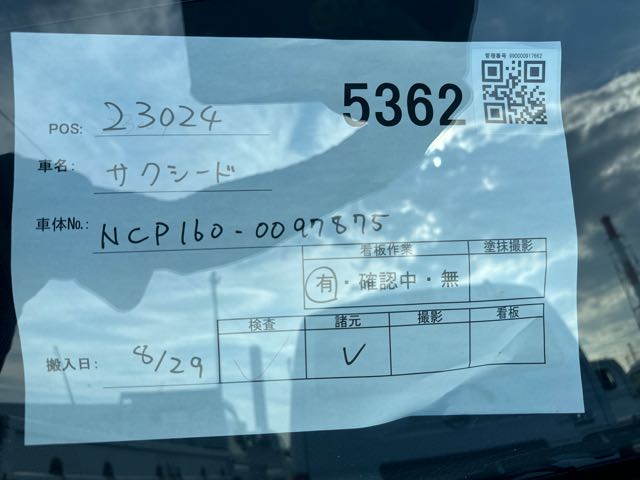 管理番号 990000917662
5362
POS: 23024
車名: サクシード
車体No.: NCP160-0097875
看板作業 塗抹撮影
有・確認中・無
検査 諸元 撮影 看板
搬入日: 8/29 ✓ ✓